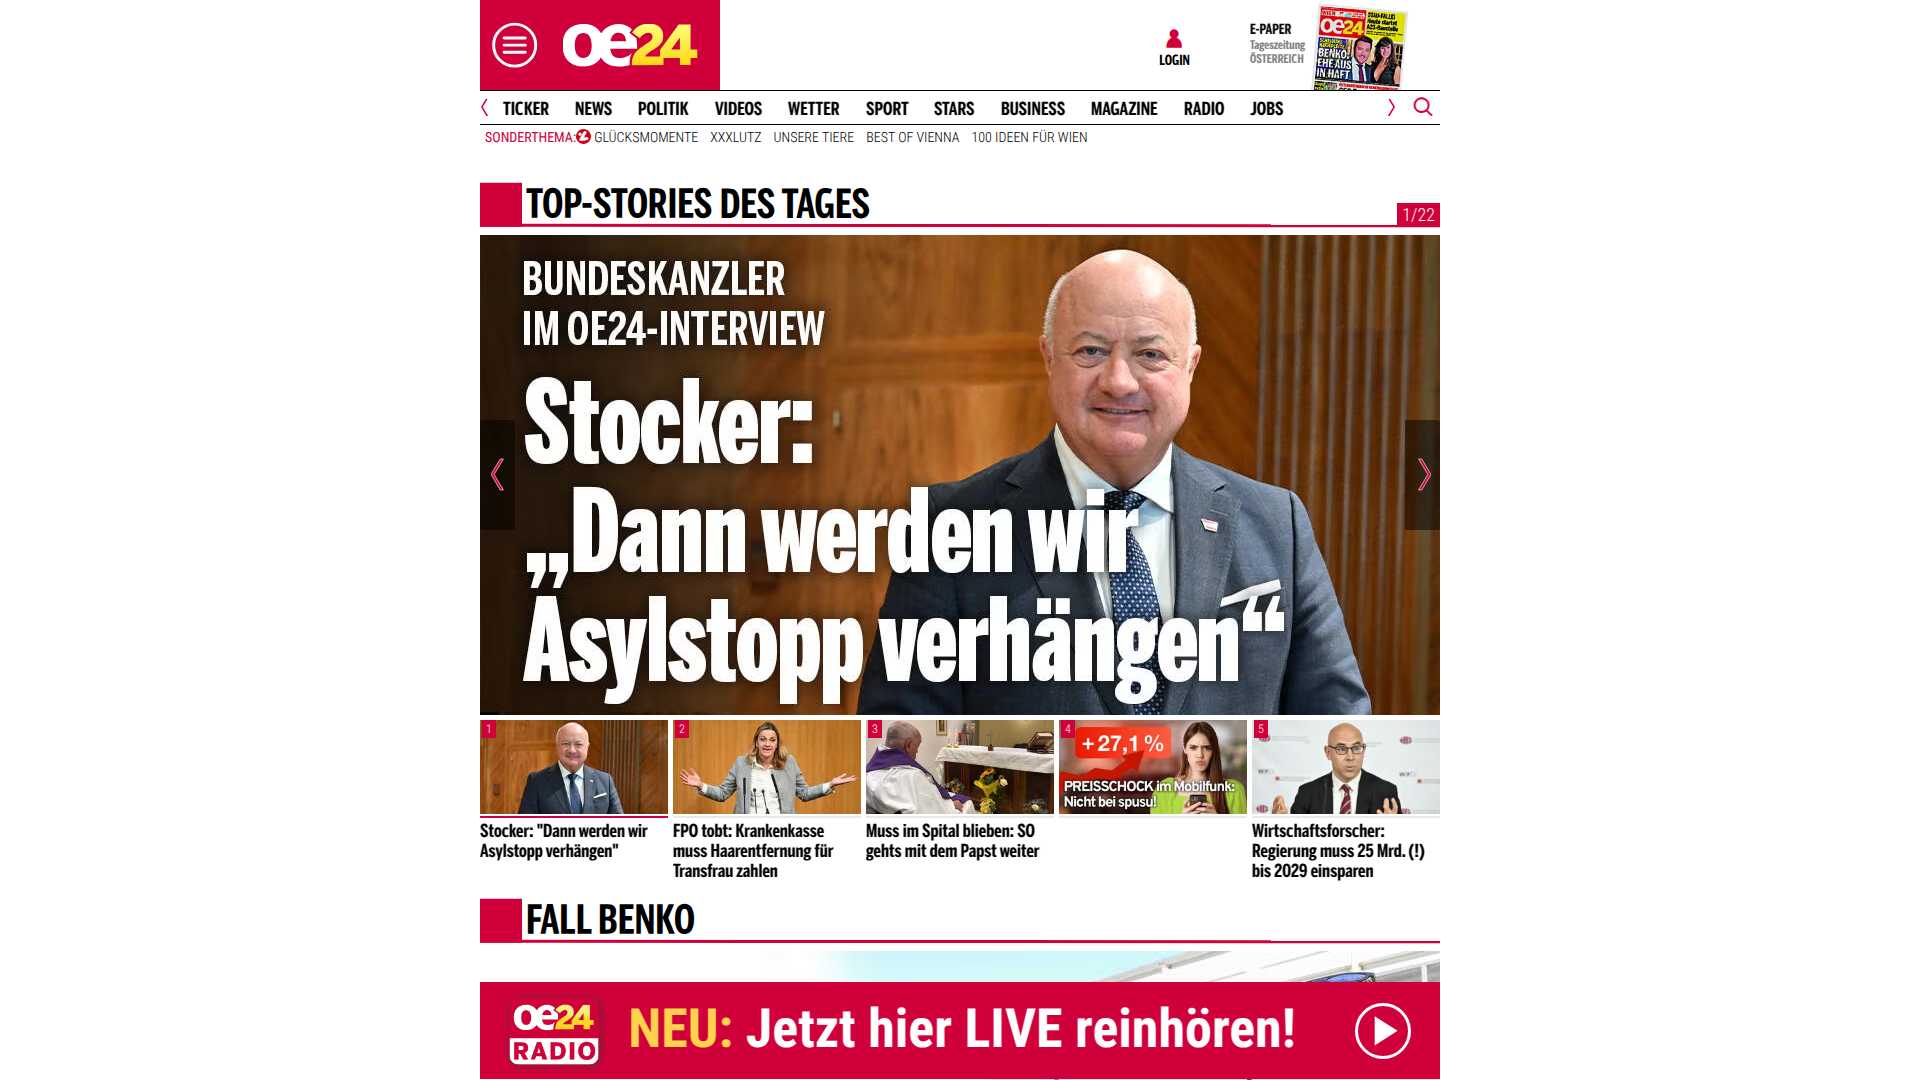 oe24
LOGIN
E-PAPER
Tageszeitung
ÖSTERREICH
oe24
BENKO:
EHE AUS
IN HAFT
TICKER NEWS POLITIK VIDEOS WETTER SPORT STARS BUSINESS MAGAZINE RADIO JOBS
SONDERTHEMA: GLÜCKSMOMENTE XXXLUTZ UNSERE TIERE BEST OF VIENNA 100 IDEEN FÜR WIEN
TOP-STORIES DES TAGES
1/22
BUNDESKANZLER
IM OE24-INTERVIEW
Stocker:
„Dann werden wir
Asylstopp verhängen“
1
2
3
4
5
+ 27,1 %
PREISSCHOCK im Mobilfunk:
Nicht bei spusu!
Stocker: "Dann werden wir
Asylstopp verhängen"
FPÖ tobt: Krankenkasse
muss Haarentfernung für
Transfrau zahlen
Muss im Spital blieben: SO
gehts mit dem Papst weiter
Wirtschaftsforscher:
Regierung muss 25 Mrd. (!)
bis 2029 einsparen
FALL BENKO
oe24
RADIO
NEU: Jetzt hier LIVE reinhören!